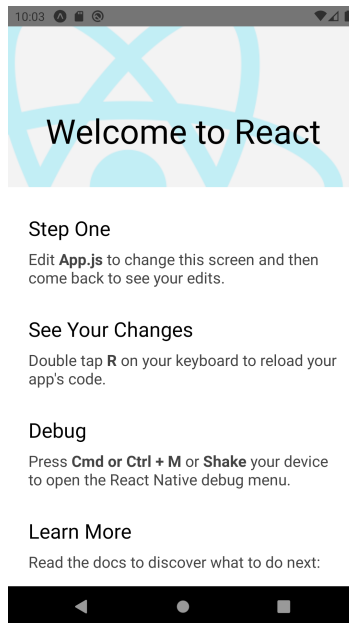 10:03
Welcome to React
Step One
Edit App.js to change this screen and then
come back to see your edits.
See Your Changes
Double tap R on your keyboard to reload your
app's code.
Debug
Press Cmd or Ctrl + M or Shake your device
to open the React Native debug menu.
Learn More
Read the docs to discover what to do next: